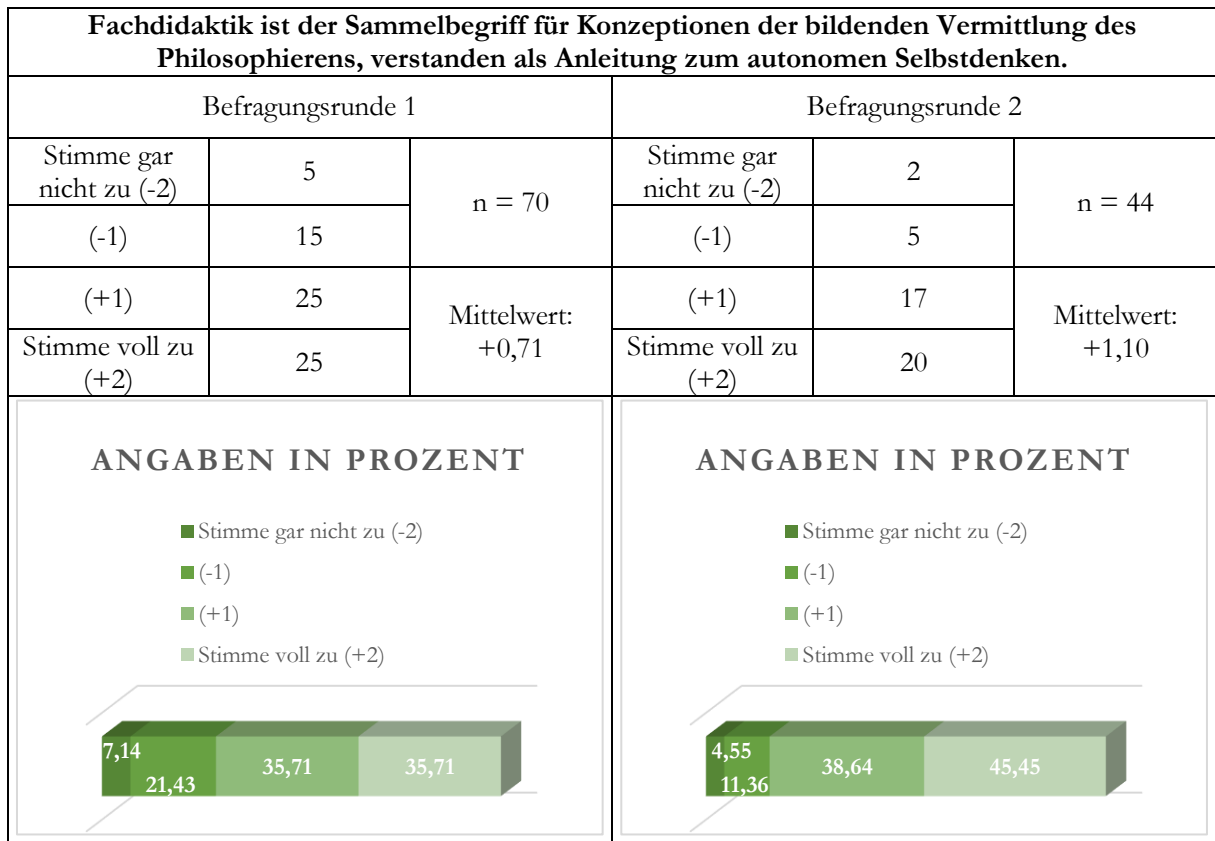 Fachdidaktik ist der Sammelbegriff für Konzeptionen der bildenden Vermittlung des
Philosophierens, verstanden als Anleitung zum autonomen Selbstdenken.
Befragungsrunde 1
Stimme gar
nicht zu (-2)
5
n = 70
(-1)
15
(+1)
25
Mittelwert:
+0,71
Stimme voll zu
(+2)
25
Befragungsrunde 2
Stimme gar
nicht zu (-2)
2
n = 44
(-1)
5
(+1)
17
Mittelwert:
+1,10
Stimme voll zu
(+2)
20
ANGABEN IN PROZENT
Stimme gar nicht zu (-2)
(-1)
(+1)
Stimme voll zu (+2)
7,14
21,43
35,71
35,71
ANGABEN IN PROZENT
Stimme gar nicht zu (-2)
(-1)
(+1)
Stimme voll zu (+2)
4,55
11,36
38,64
45,45